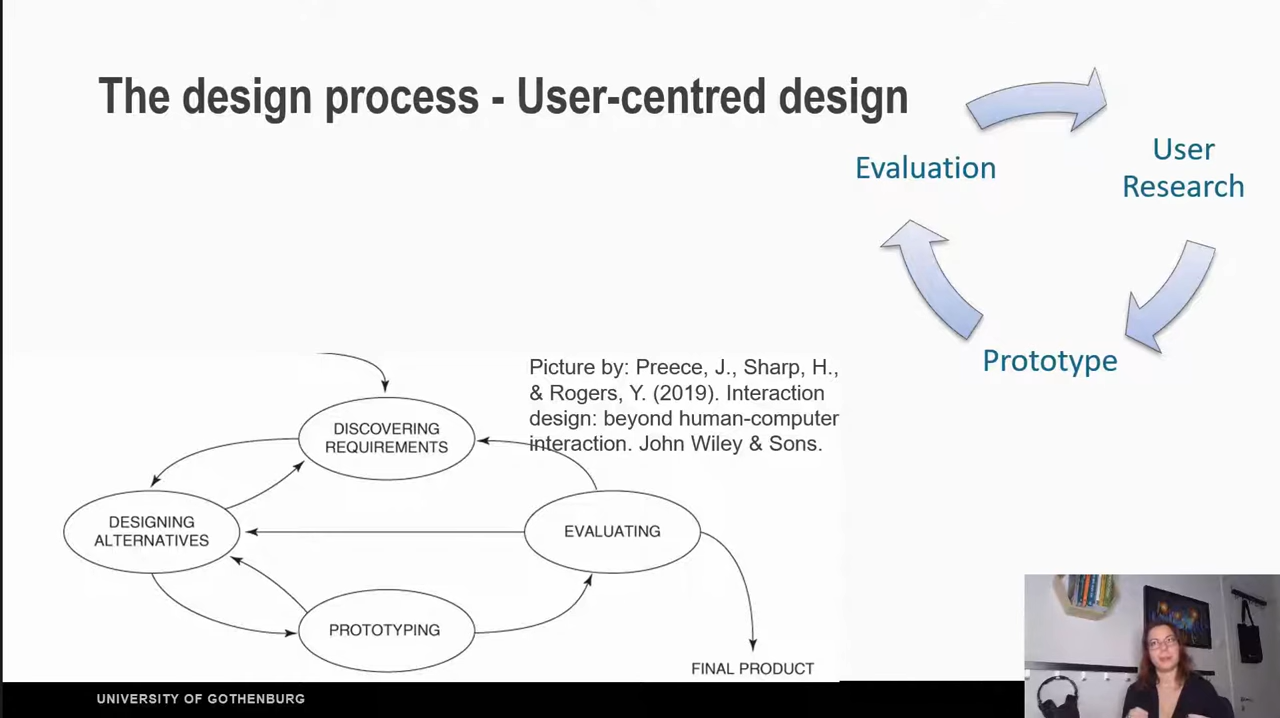 The design process - User-centred design
Evaluation
User
Research
Prototype
Picture by: Preece, J., Sharp, H.,
& Rogers, Y. (2019). Interaction
design: beyond human-computer
interaction. John Wiley & Sons.
DISCOVERING
REQUIREMENTS
DESIGNING
ALTERNATIVES
EVALUATING
PROTOTYPING
FINAL PRODUCT
UNIVERSITY OF GOTHENBURG